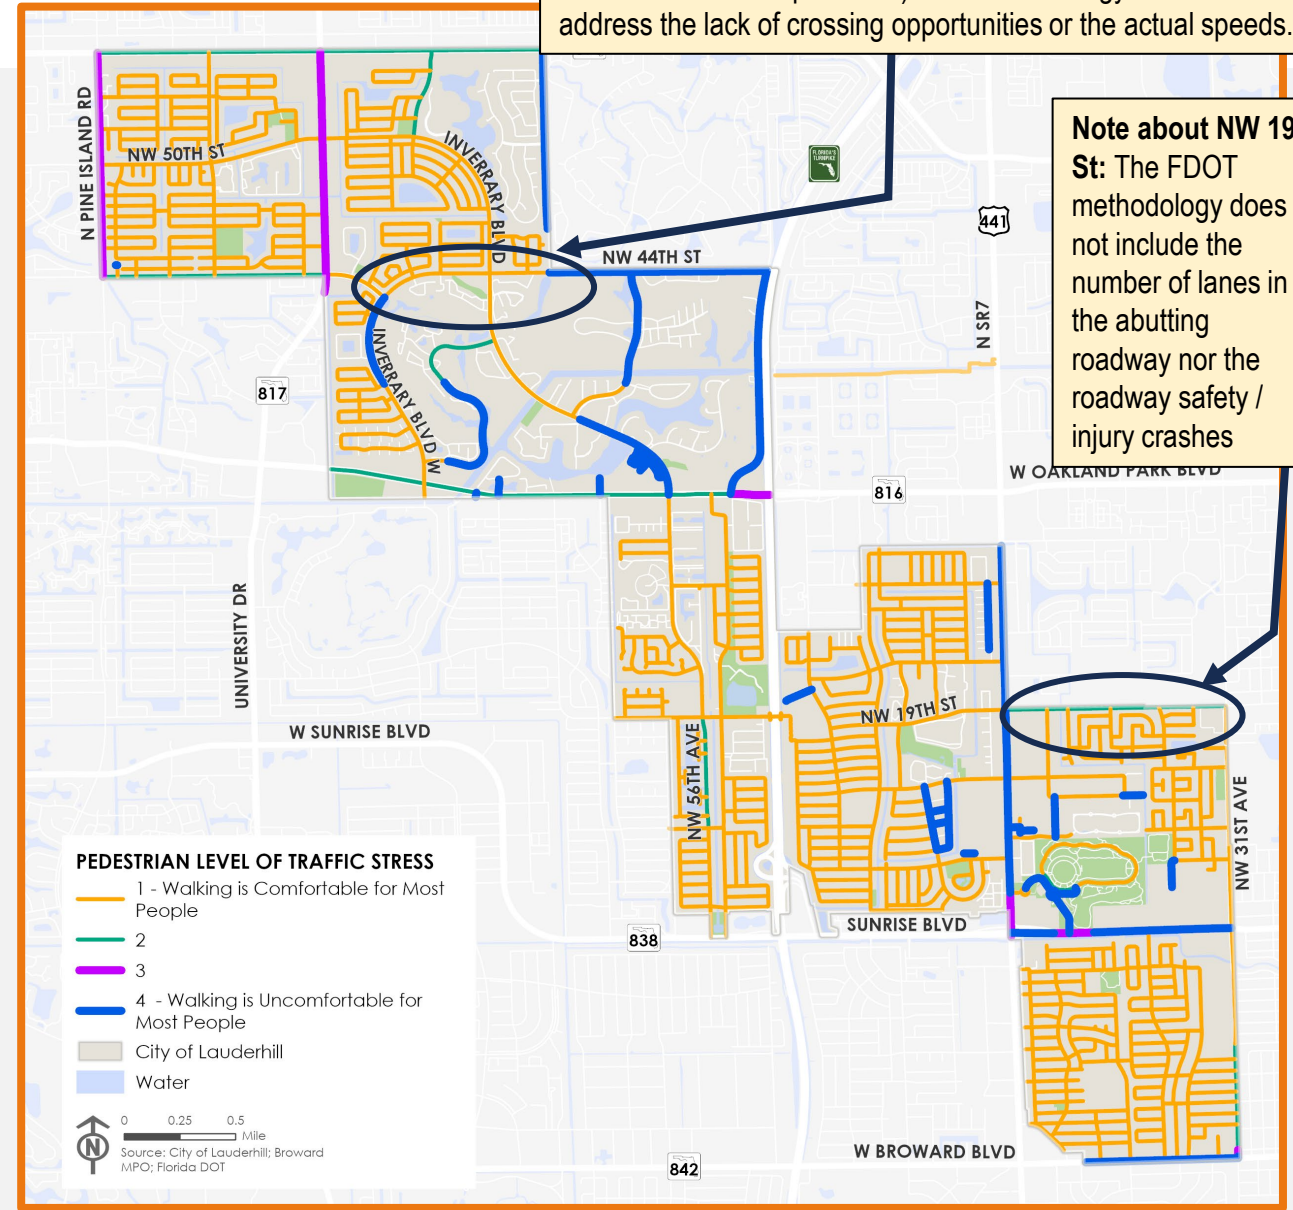 address the lack of crossing opportunities or the actual speeds.
Note about NW 19
St: The FDOT
methodology does
not include the
number of lanes in
the abutting
roadway nor the
roadway safety /
injury crashes
N PINE ISLAND RD
NW 50TH ST
INVERRARY BLVD
FLORIDA'S
TURNPIKE
441
NW 44TH ST
N SR7
817
INVERRARY BLVD W
W OAKLAND PARK BLVD
816
UNIVERSITY DR
W SUNRISE BLVD
NW 19TH ST
NW 56TH AVE
NW 31ST AVE
SUNRISE BLVD
838
W BROWARD BLVD
842
PEDESTRIAN LEVEL OF TRAFFIC STRESS
1 - Walking is Comfortable for Most
People
2
3
4 - Walking is Uncomfortable for
Most People
City of Lauderhill
Water
N
0 0.25 0.5
Mile
Source: City of Lauderhill; Broward
MPO; Florida DOT